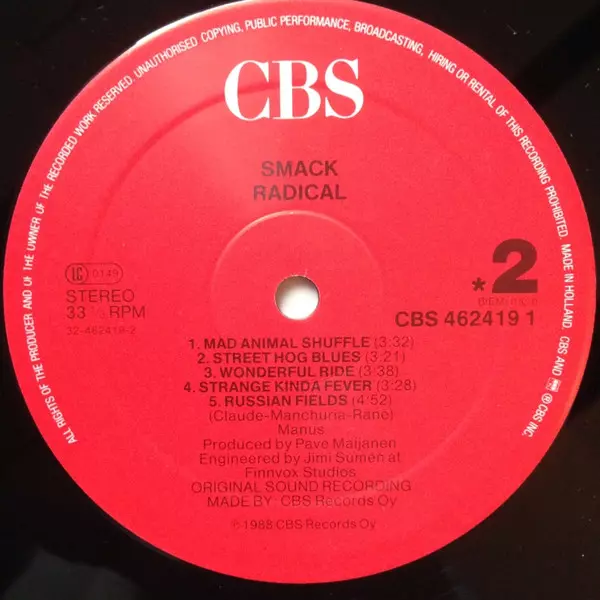 ALL RIGHTS OF THE PRODUCER AND OF THE OWNER OF THE RECORDED WORK RESERVED. UNAUTHORISED COPYING, PUBLIC PERFORMANCE, BROADCASTING, HIRING OR RENTAL OF THIS RECORDING PROHIBITED. MADE IN HOLLAND. CBS AND ® CBS INC.
CBS
SMACK
RADICAL
LC 0149
STEREO
33 ⅓ RPM
32-462419-2
*2
CBS 462419 1
1. MAD ANIMAL SHUFFLE (3:32)
2. STREET HOG BLUES (3:21)
3. WONDERFUL RIDE (3:38)
4. STRANGE KINDA FEVER (3:28)
5. RUSSIAN FIELDS (4:52)
(Claude-Manchuria-Rane)
Manus
Produced by Pave Maijanen
Engineered by Jimi Sumén at
Finnvox Studios
ORIGINAL SOUND RECORDING
MADE BY: CBS Records Oy
℗1988 CBS Records Oy